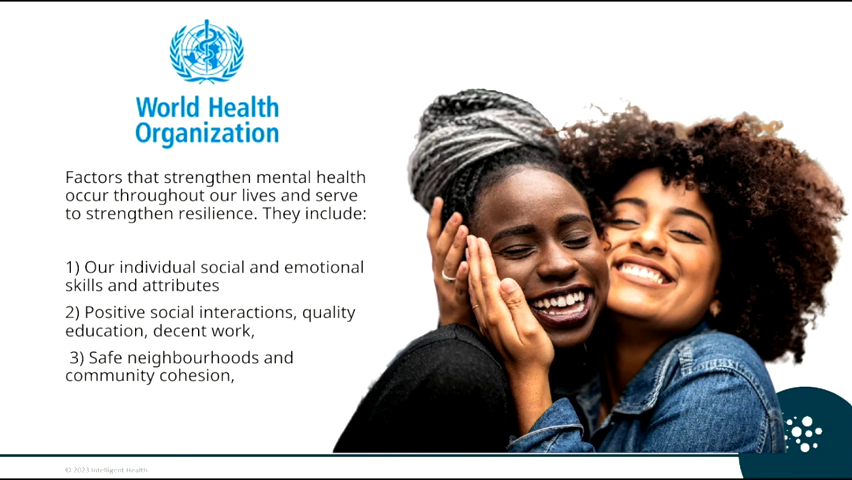 World Health
Organization
Factors that strengthen mental health
occur throughout our lives and serve
to strengthen resilience. They include:
1) Our individual social and emotional
skills and attributes
2) Positive social interactions, quality
education, decent work,
3) Safe neighbourhoods and
community cohesion,
© 2023 Intelligent Health